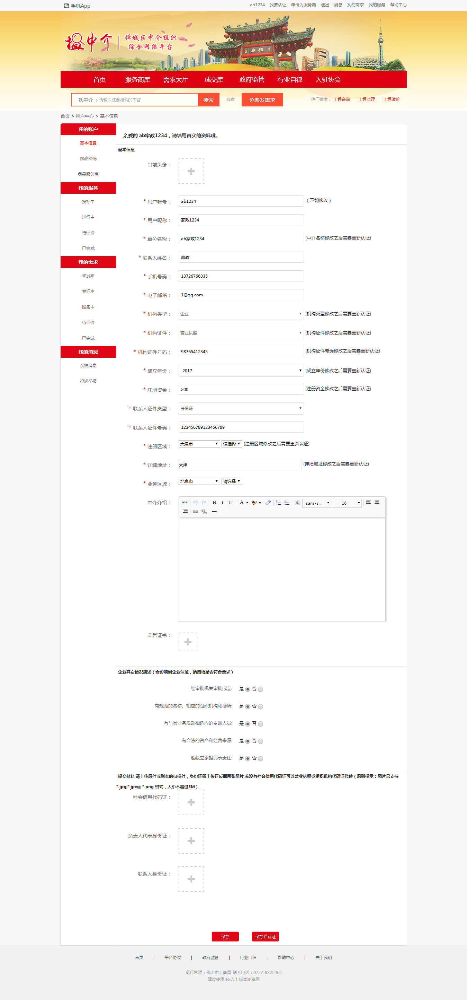 手机App
ab1234 我要认证 申请为服务商 退出 消息 我的需求 我的服务 帮助中心
揾中介 禅城区中介组织
综合网络平台
祖庙
首页 服务商库 需求大厅 成交库 政府监管 行业自律 入驻协会
找中介 > 请输入您要搜索的内容 搜索 或者 免费发需求 热门搜索: 工程咨询 工程监理 工程造价
首页 > 用户中心 > 基本信息
我的账户
基本信息
修改密码
我是服务商
我的服务
投标中
进行中
待评价
已完成
我的需求
未发布
竞标中
服务中
待评价
已完成
我的消息
系统消息
投诉举报
亲爱的 ab家政1234，请填写真实的资料哦。
基本信息
当前头像：
* 用户帐号： ab1234 （不能修改）
* 用户昵称： 家政1234
* 单位名称： ab家政1234 (中介名称修改之后需要重新认证)
* 联系人姓名： 家政
* 手机号码： 13726766335
* 电子邮箱： 1@qq.com
* 机构类型： 企业 (机构类型修改之后需要重新认证)
* 机构证件： 营业执照 (机构证件修改之后需要重新认证)
* 机构证件号码： 98765412345 (机构证件号码修改之后需要重新认证)
* 成立年份： 2017 (成立年份修改之后需要重新认证)
* 注册资金： 200 (注册资金修改之后需要重新认证)
* 联系人证件类型： 身份证
* 联系人证件号码： 123456789123456789
* 注册区域： 天津市 请选择 (注册区域修改之后需要重新认证)
* 详细地址： 天津 (详细地址修改之后需要重新认证)
* 业务区域： 北京市 请选择
中介介绍： HTML B I U A ab a sans-s... 16
荣誉证书：
企业其它情况描述（会影响到企业认证，请自检是否符合要求）
经审批机关审批成立: 是 否
有规范的名称、相应的组织机构和场所: 是 否
有与其业务活动相适应的专职人员: 是 否
有合法的资产和经费来源: 是 否
能独立承担民事责任: 是 否
提交材料,请上传原件或副本的扫描件，身份证需上传正反面两张图片,若没有社会信用代码证可以营业执照或组织机构代码证代替（温馨提示：图片只支持
*.jpg;*.jpeg; *.png 格式，大小不超过3M）
社会信用代码证：
负责人代表身份证：
联系人身份证：
保存 保存并认证
首页 | 平台协议 | 政府监管 | 行业自律 | 帮助中心 | 关于我们
运行管理：佛山市工商局 联系电话：0757-8822464
建议使用IE8以上版本浏览器